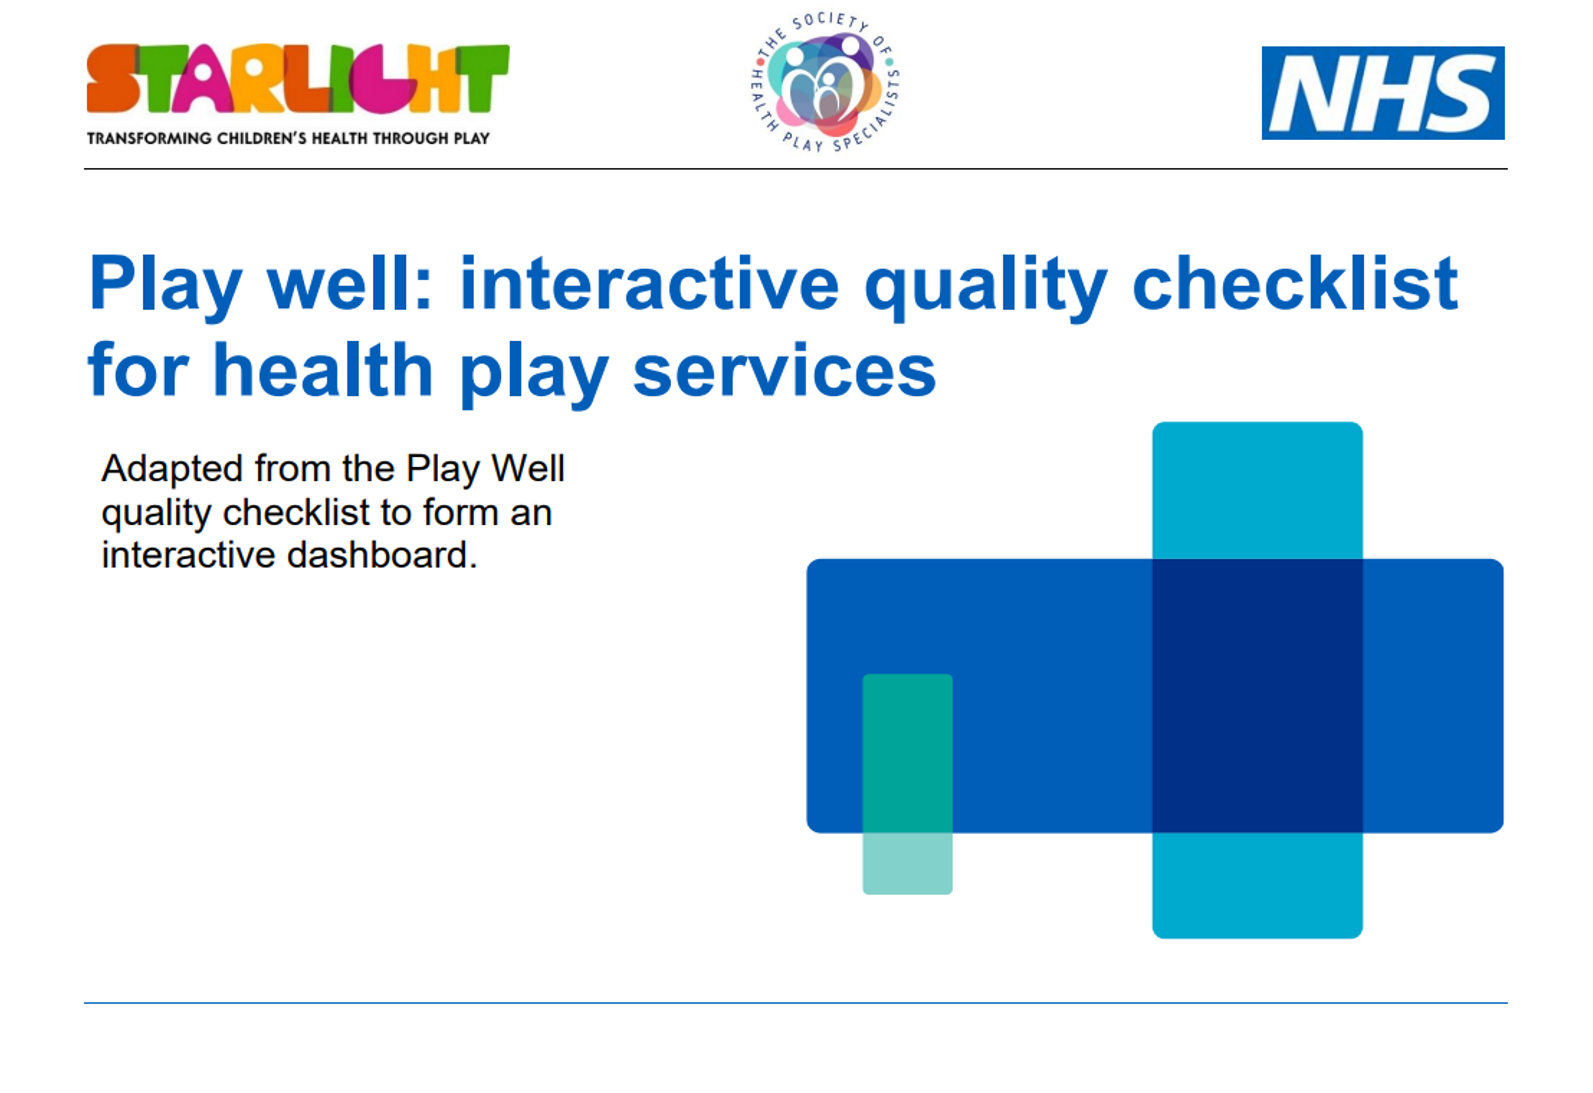 STARLIGHT
TRANSFORMING CHILDREN'S HEALTH THROUGH PLAY
THE SOCIETY OF HEALTH PLAY SPECIALISTS
NHS
Play well: interactive quality checklist
for health play services
Adapted from the Play Well
quality checklist to form an
interactive dashboard.